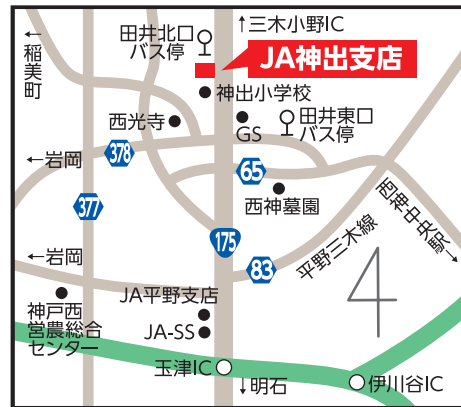 ←稲美町
田井北口
バス停
↑三木小野IC
JA神出支店
神出小学校
西光寺
GS
田井東口
バス停
378
←岩岡
65
西神墓園
377
西神中央駅→
175
平野三木線
←岩岡
83
神戸西
営農総合
センター
JA平野支店
JA-SS
玉津IC
↓明石
伊川谷IC